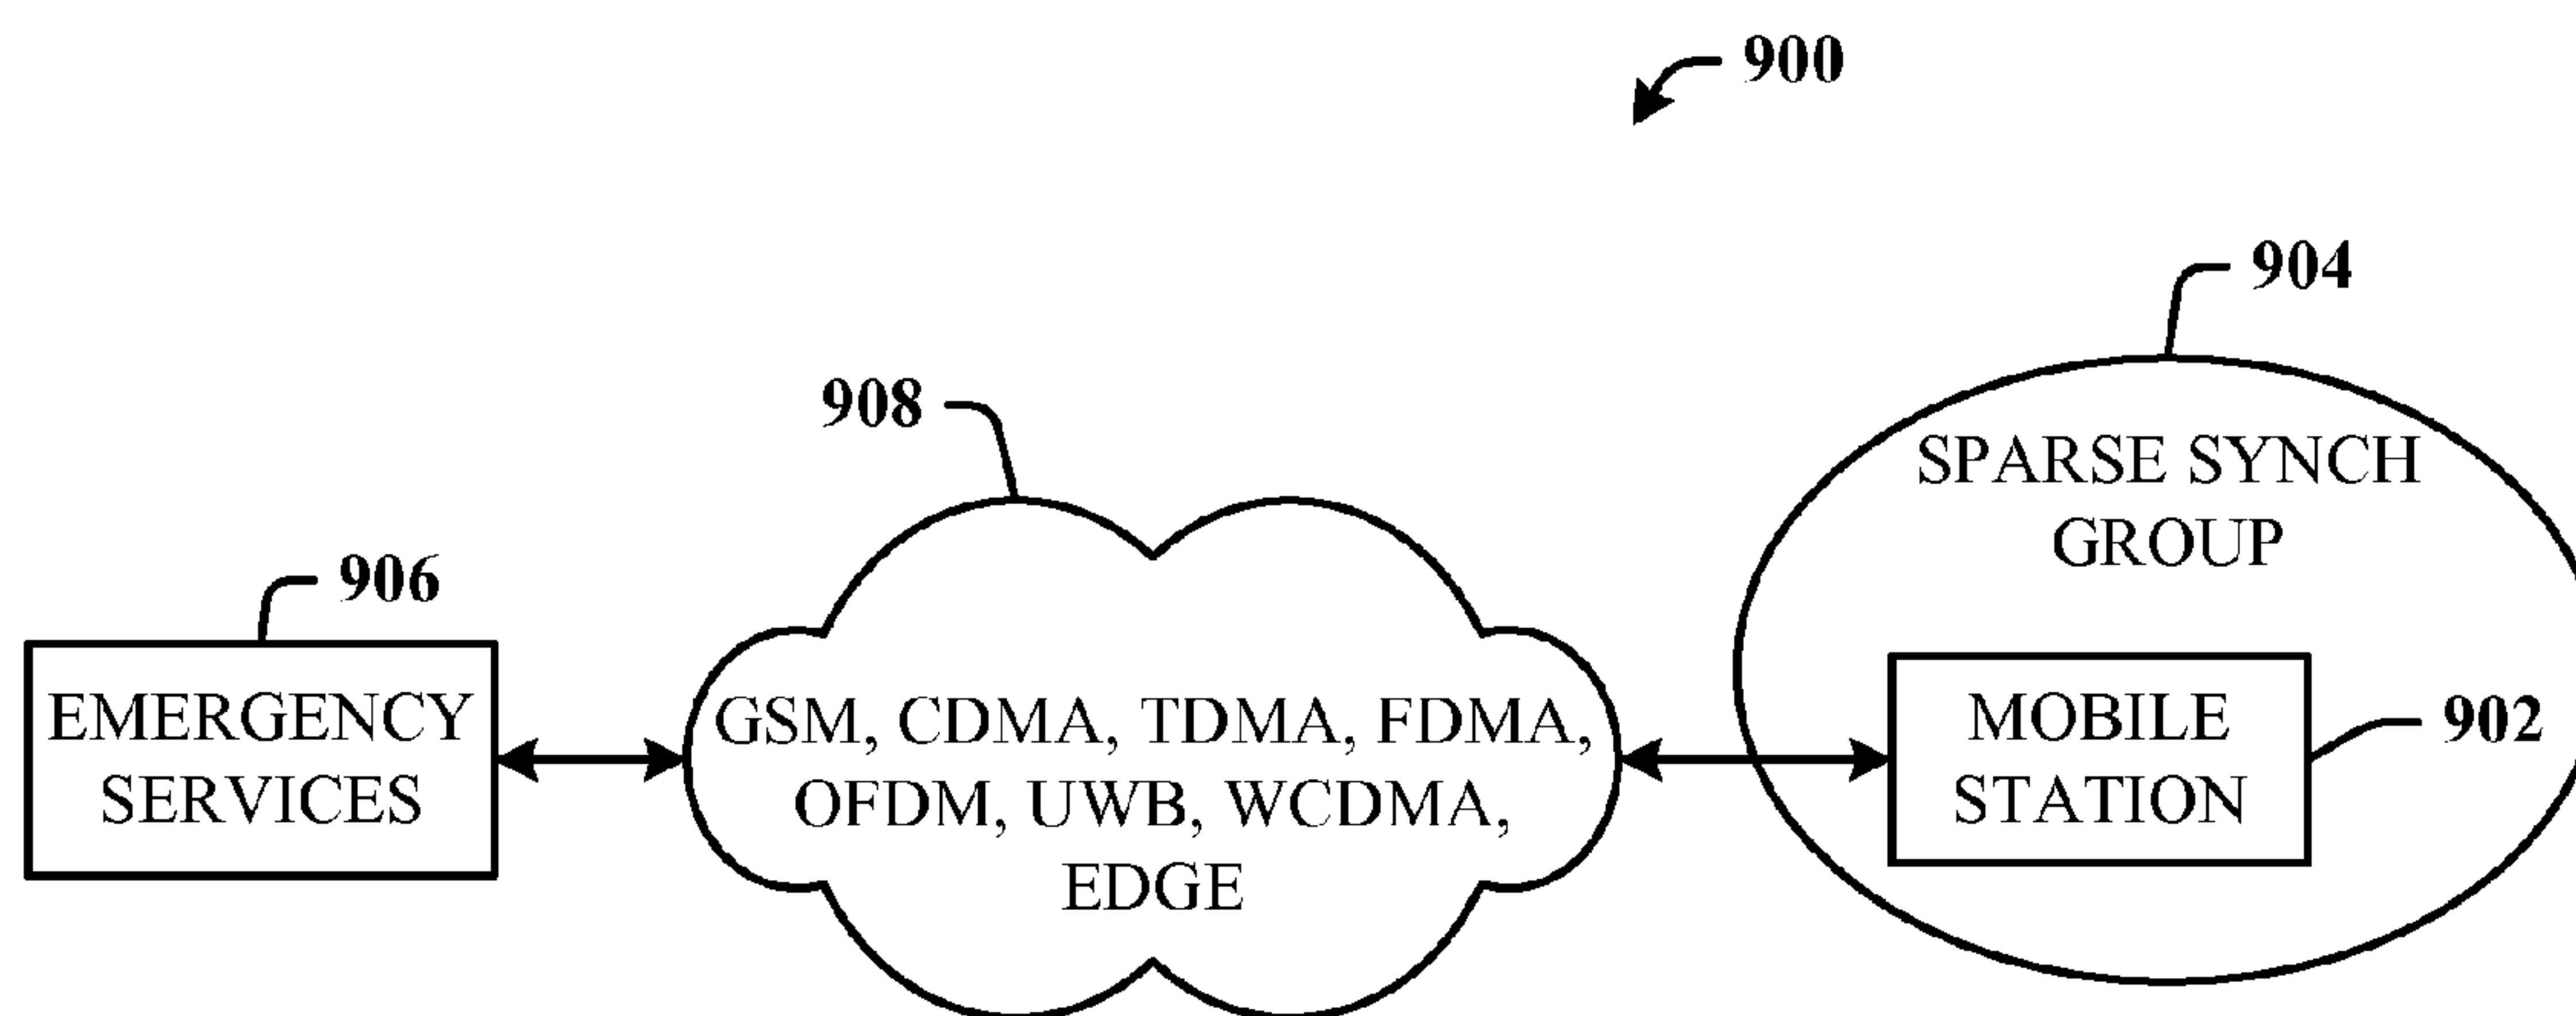 900
904
908
SPARSE SYNCH
GROUP
906
EMERGENCY
SERVICES
GSM, CDMA, TDMA, FDMA,
OFDM, UWB, WCDMA,
EDGE
MOBILE
STATION
902